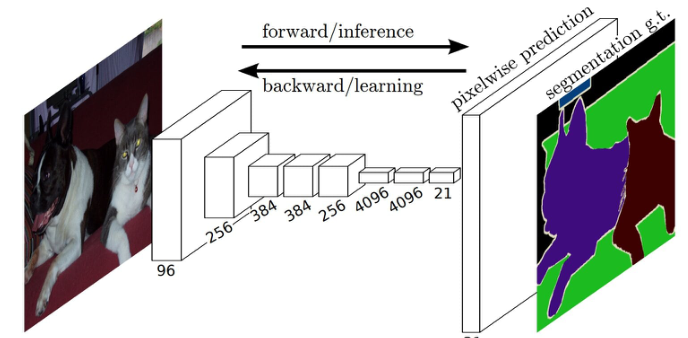 forward/inference
backward/learning
pixelwise prediction
segmentation g.t.
96
256
384
384
256
4096
4096
21